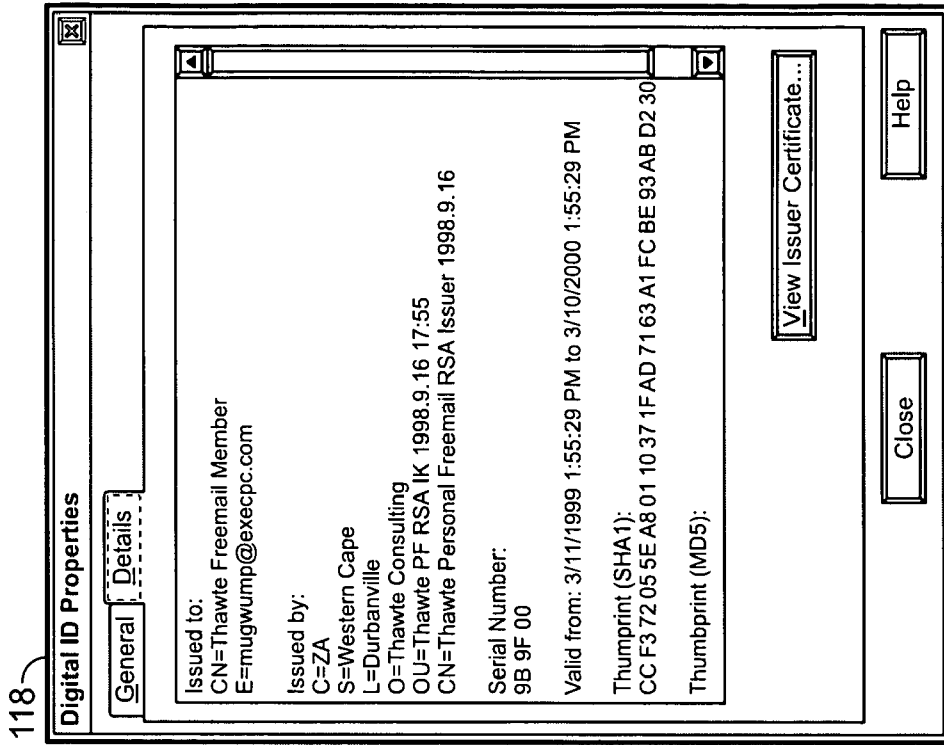 118
Digital ID Properties
General Details
Issued to:
CN=Thawte Freemail Member
E=mugwump@execpc.com
Issued by:
C=ZA
S=Western Cape
L=Durbanville
O=Thawte Consulting
OU=Thawte PF RSA IK 1998.9.16 17:55
CN=Thawte Personal Freemail RSA Issuer 1998.9.16
Serial Number:
9B 9F 00
Valid from: 3/11/1999 1:55:29 PM to 3/10/2000 1:55:29 PM
Thumprint (SHA1):
CC F3 72 05 5E A8 01 10 37 1F AD 71 63 A1 FC BE 93 AB D2 30
Thumbprint (MD5):
View Issuer Certificate...
Close Help